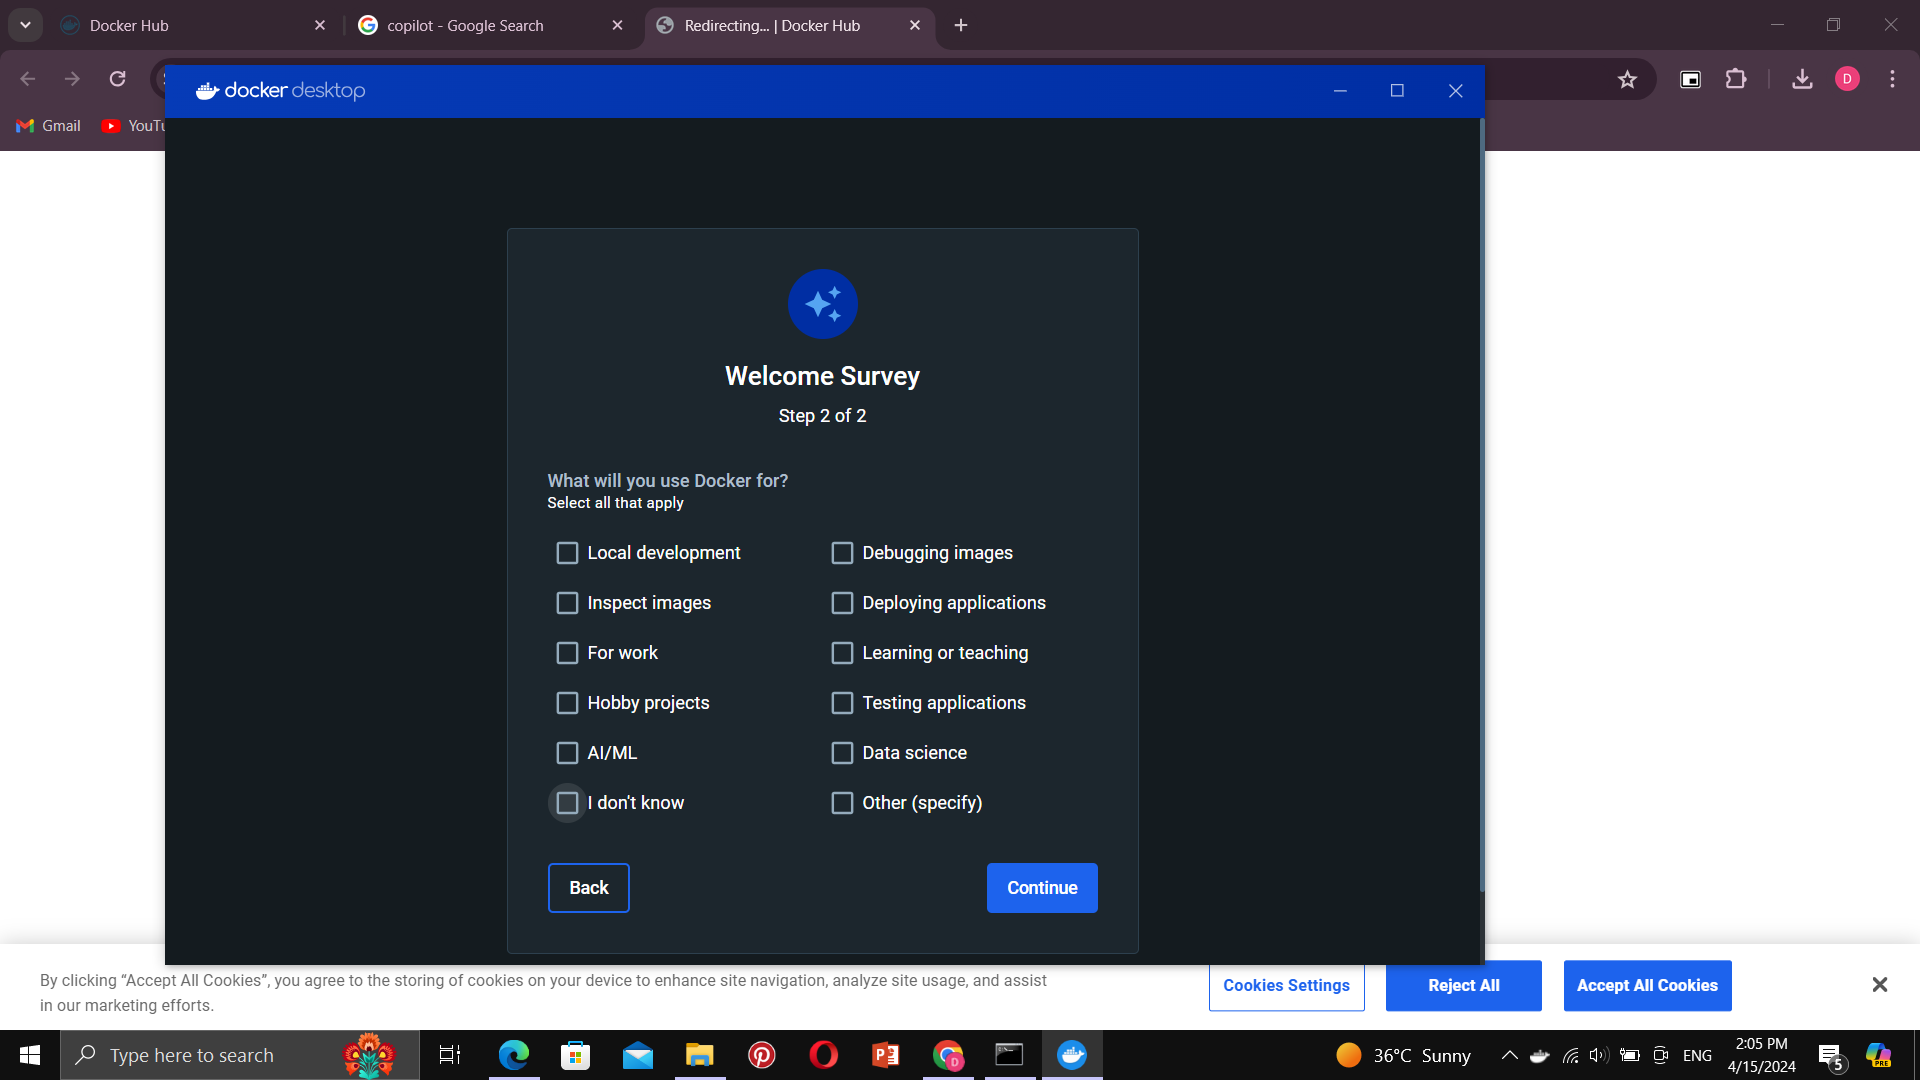 Docker Hub
copilot - Google Search
Redirecting... | Docker Hub
docker desktop
D
Gmail
Welcome Survey
Step 2 of 2
What will you use Docker for?
Select all that apply
Local development
Debugging images
Inspect images
Deploying applications
For work
Learning or teaching
Hobby projects
Testing applications
AI/ML
Data science
I don't know
Other (specify)
Back
Continue
By clicking “Accept All Cookies”, you agree to the storing of cookies on your device to enhance site navigation, analyze site usage, and assist
in our marketing efforts.
Cookies Settings
Reject All
Accept All Cookies
Type here to search
D
36°C Sunny
ENG
2:05 PM
4/15/2024
5
PRE